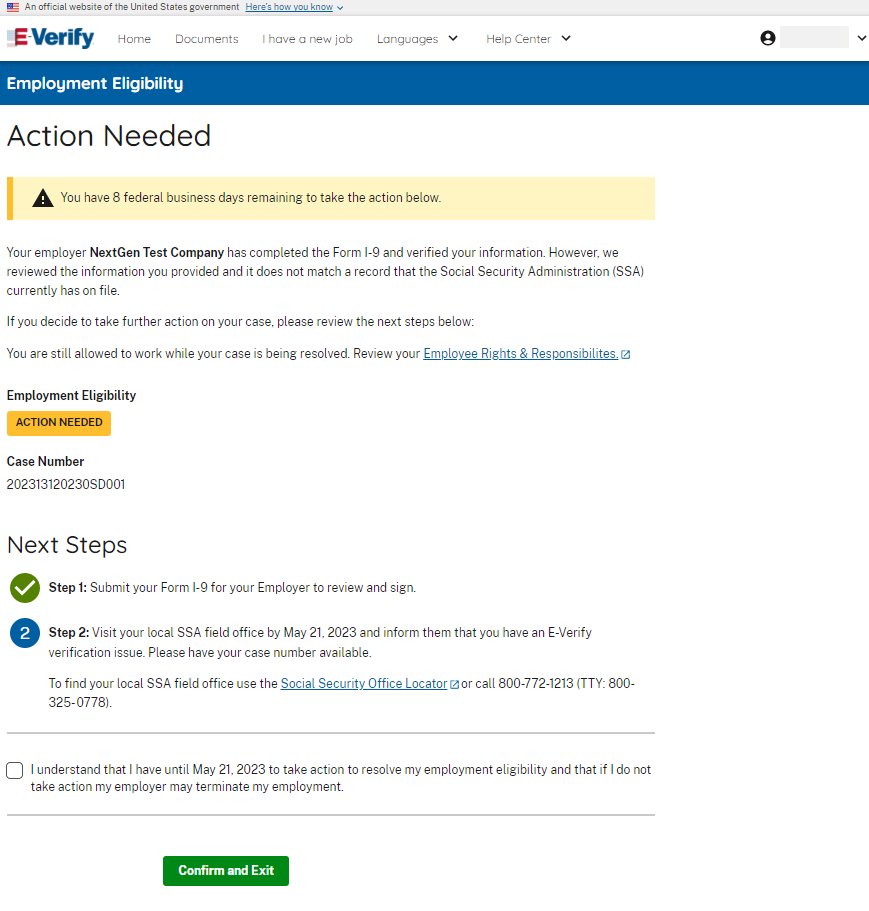 An official website of the United States government Here's how you know
E-Verify Home Documents I have a new job Languages Help Center
Employment Eligibility
Action Needed
You have 8 federal business days remaining to take the action below.
Your employer NextGen Test Company has completed the Form I-9 and verified your information. However, we
reviewed the information you provided and it does not match a record that the Social Security Administration (SSA)
currently has on file.
If you decide to take further action on your case, please review the next steps below:
You are still allowed to work while your case is being resolved. Review your Employee Rights & Responsibilites.
Employment Eligibility
ACTION NEEDED
Case Number
202313120230SD001
Next Steps
Step 1: Submit your Form I-9 for your Employer to review and sign.
2 Step 2: Visit your local SSA field office by May 21, 2023 and inform them that you have an E-Verify
verification issue. Please have your case number available.
To find your local SSA field office use the Social Security Office Locator or call 800-772-1213 (TTY: 800-
325-0778).
I understand that I have until May 21, 2023 to take action to resolve my employment eligibility and that if I do not
take action my employer may terminate my employment.
Confirm and Exit